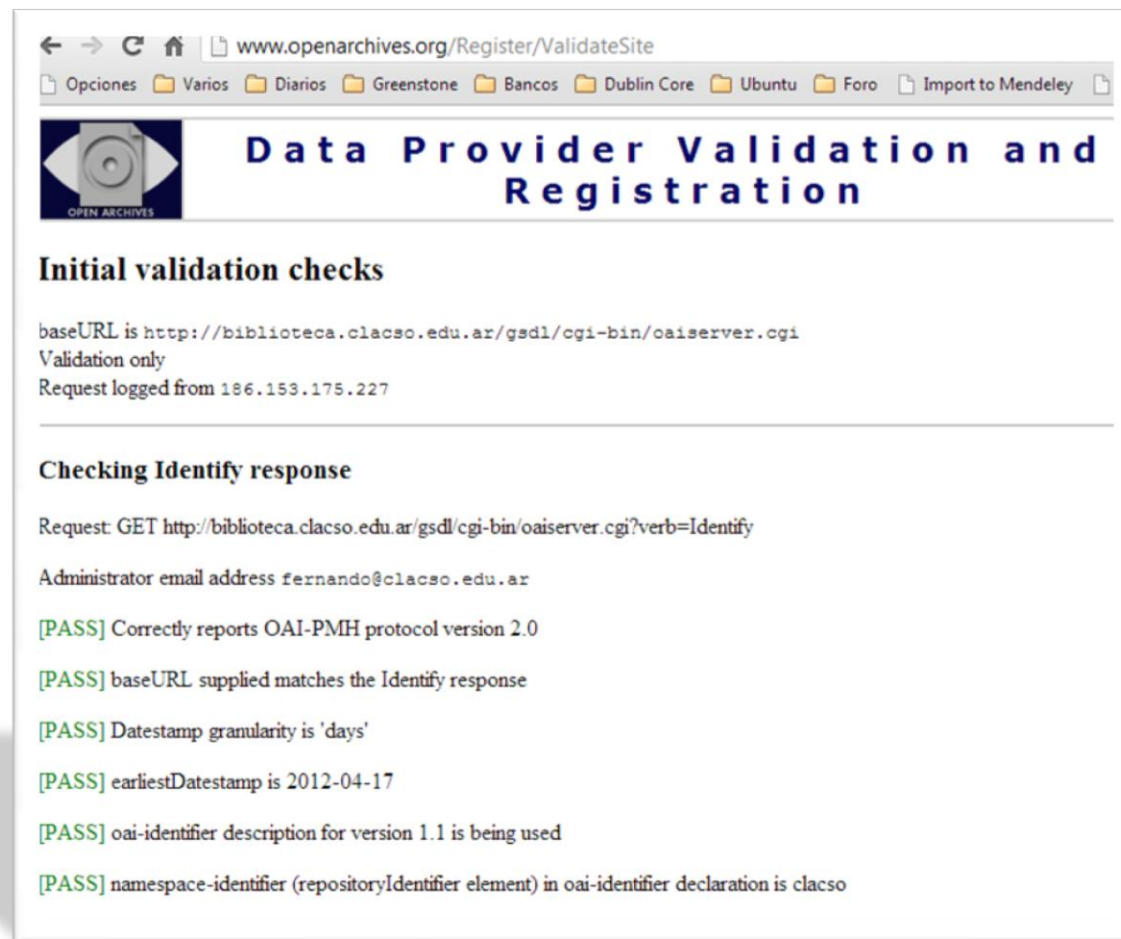 www.openarchives.org/Register/ValidateSite
Opciones Varios Diarios Greenstone Bancos Dublin Core Ubuntu Foro Import to Mendeley
OPEN ARCHIVES
Data Provider Validation and
Registration
Initial validation checks
baseURL is http://biblioteca.clacso.edu.ar/gsdl/cgi-bin/oaiserver.cgi
Validation only
Request logged from 186.153.175.227
Checking Identify response
Request: GET http://biblioteca.clacso.edu.ar/gsdl/cgi-bin/oaiserver.cgi?verb=Identify
Administrator email address fernando@clacso.edu.ar
[PASS] Correctly reports OAI-PMH protocol version 2.0
[PASS] baseURL supplied matches the Identify response
[PASS] Datestamp granularity is 'days'
[PASS] earliestDatestamp is 2012-04-17
[PASS] oai-identifier description for version 1.1 is being used
[PASS] namespace-identifier (repositoryIdentifier element) in oai-identifier declaration is clacso